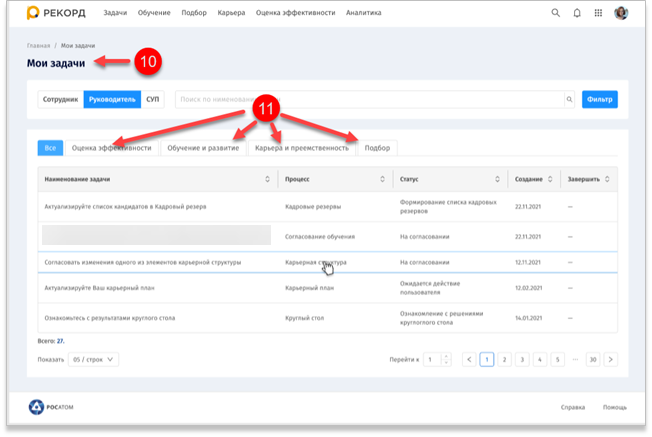 РЕКОРД Задачи Обучение Подбор Карьера Оценка эффективности Аналитика
Главная / Мои задачи
Мои задачи 10
Сотрудник Руководитель СУП Поиск по наименован Фильтр
11
Все Оценка эффективности Обучение и развитие Карьера и преемственность Подбор
Наименование задачи Процесс Статус Создание Завершить
Актуализируйте список кандидатов в Кадровый резерв Кадровые резервы Формирование списка кадровых резервов 22.11.2021 —
Согласование обучения На согласовании 22.11.2021 —
Согласовать изменения одного из элементов карьерной структуры Карьерная структура На согласовании 12.11.2021 —
Актуализируйте Ваш карьерный план Карьерный план Ожидается действие пользователя 12.02.2021 —
Ознакомьтесь с результатами круглого стола Круглый стол Ознакомление с решениями круглоглого стола 14.01.2021 —
Всего: 27.
Показать 05 / строк Перейти к 1 < 1 2 3 4 5 ... 30 >
РОСАТОМ Справка Помощь